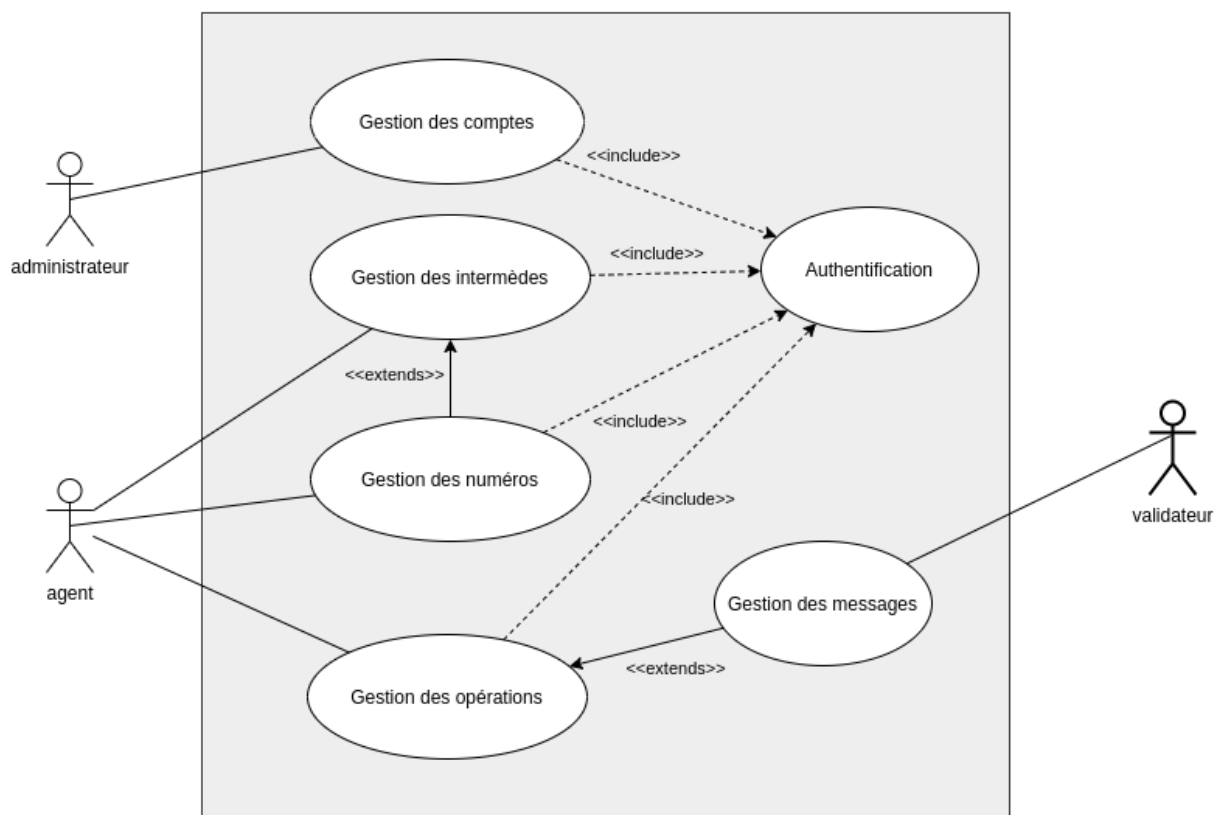 Gestion des comptes
<<include>>
administrateur
Gestion des intermèdes
<<include>>
Authentification
<<extends>>
<<include>>
Gestion des numéros
<<include>>
validateur
agent
Gestion des messages
<<extends>>
Gestion des opérations